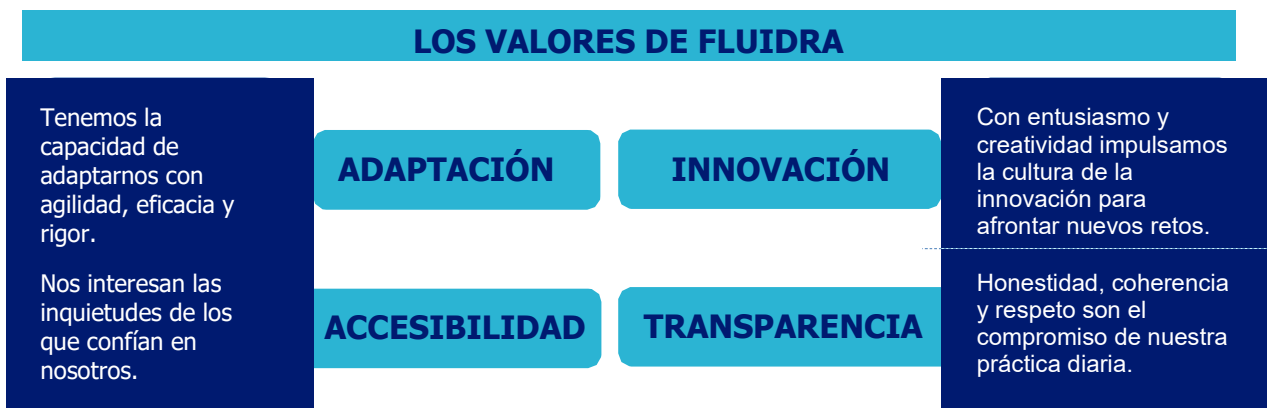 LOS VALORES DE FLUIDRA
Tenemos la
capacidad de
adaptarnos con
agilidad, eficacia y
rigor.
ADAPTACIÓN
INNOVACIÓN
Con entusiasmo y
creatividad impulsamos
la cultura de la
innovación para
afrontar nuevos retos.
Nos interesan las
inquietudes de los
que confían en
nosotros.
ACCESIBILIDAD
TRANSPARENCIA
Honestidad, coherencia
y respeto son el
compromiso de nuestra
práctica diaria.